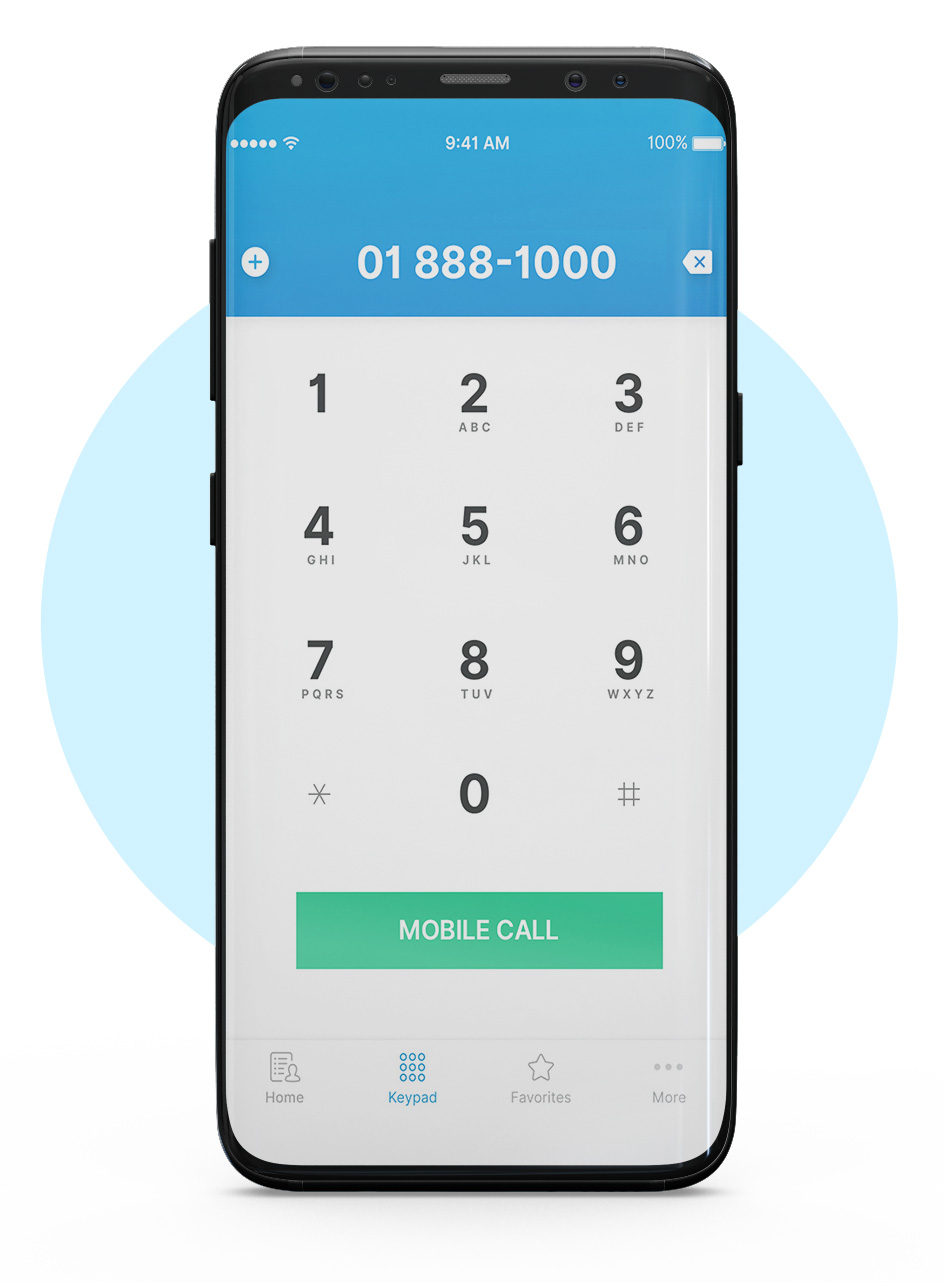 9:41 AM 100%
01 888-1000
1 2 3
ABC DEF
4 5 6
GHI JKL MNO
7 8 9
PQRS TUV WXYZ
* 0 #
MOBILE CALL
Home Keypad Favorites More